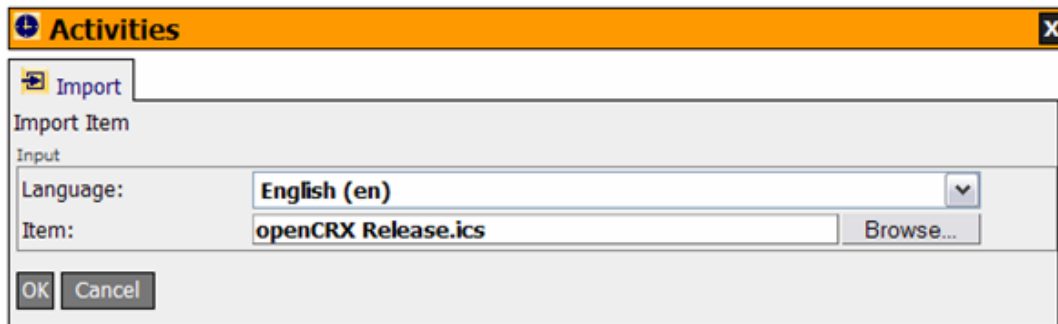 Activities X
Import
Import Item
Input
Language: English (en)
Item: openCRX Release.ics Browse...
OK Cancel